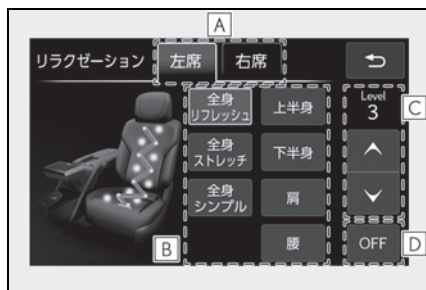 A
リラクゼーション 左席 右席
全身
リフレッシュ
上半身
Level
3
C
全身
ストレッチ
下半身
全身
シンプル
肩
B
腰
OFF
D